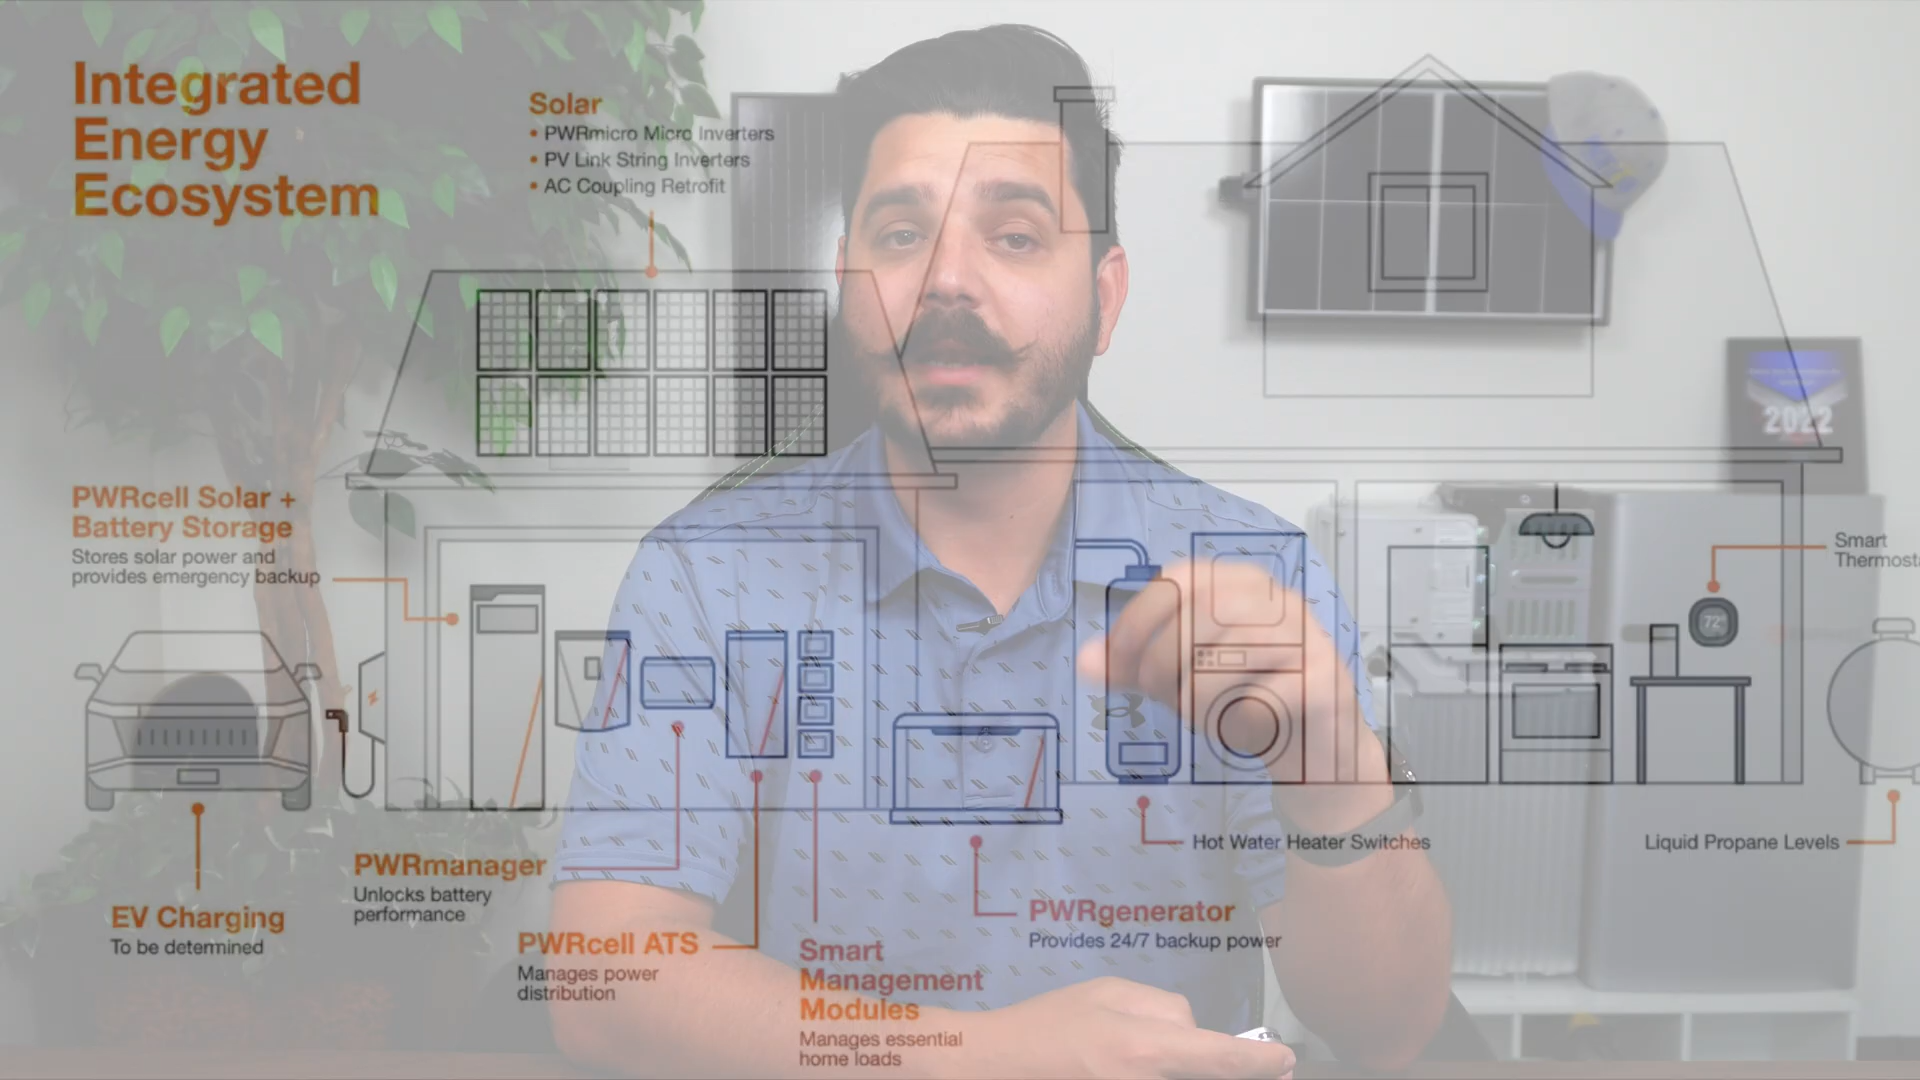 Integrated
Energy
Ecosystem
Solar
• PWRmicro Micro Inverters
• PV Link String Inverters
• AC Coupling Retrofit
2022
PWRcell Solar +
Battery Storage
Stores solar power and
provides emergency backup
Smart
72°
PWRmanager
Unlocks battery
performance
EV Charging
To be determined
PWRcell ATS
Manages power
distribution
Smart
Management
Modules
Manages essential
home loads
PWRgenerator
Provides 24/7 backup power
Hot Water Heater Switches
Liquid Propane Levels